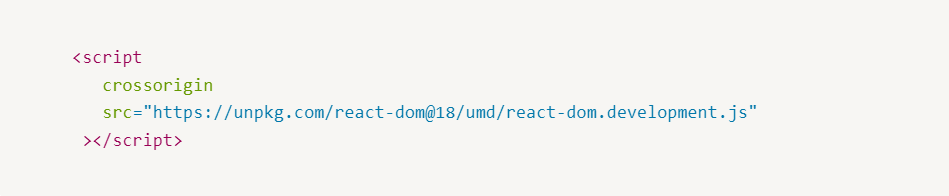 <script
crossorigin
src="https://unpkg.com/react-dom@18/umd/react-dom.development.js"
></script>